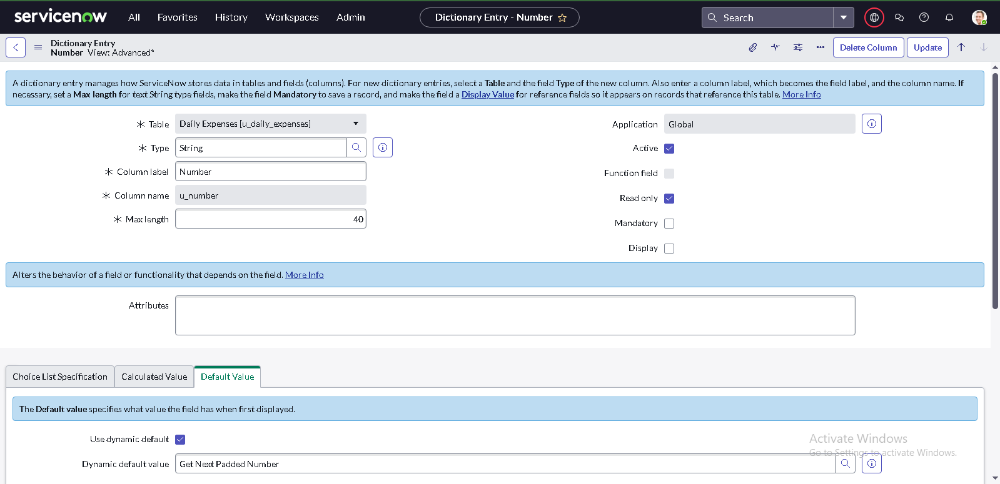 servicenow All Favorites History Workspaces Admin Dictionary Entry - Number Search
Dictionary Entry
Number View: Advanced*
Delete Column Update
A dictionary entry manages how ServiceNow stores data in tables and fields (columns). For new dictionary entries, select a Table and the field Type of the new column. Also enter a column label, which becomes the field label, and the column name. If
necessary, set a Max length for text String type fields, make the field Mandatory to save a record, and make the field a Display Value for reference fields so it appears on records that reference this table. More Info
Table Daily Expenses [u_daily_expenses]
Type String
Column label Number
Column name u_number
Max length 40
Application Global
Active
Function field
Read only
Mandatory
Display
Alters the behavior of a field or functionality that depends on the field. More Info
Attributes
Choice List Specification Calculated Value Default Value
The Default value specifies what value the field has when first displayed.
Use dynamic default
Dynamic default value Get Next Padded Number
Activate Windows
Go to Settings to activate Windows.